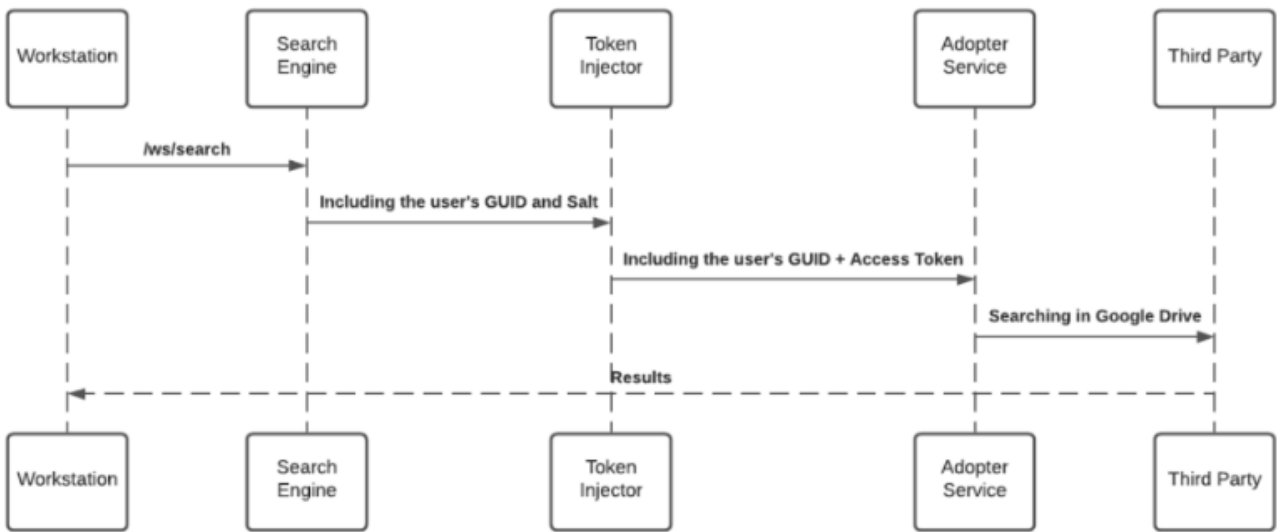 Workstation
Search
Engine
Token
Injector
Adopter
Service
Third Party
/ws/search
Including the user's GUID and Salt
Including the user's GUID + Access Token
Searching in Google Drive
Results
Workstation
Search
Engine
Token
Injector
Adopter
Service
Third Party